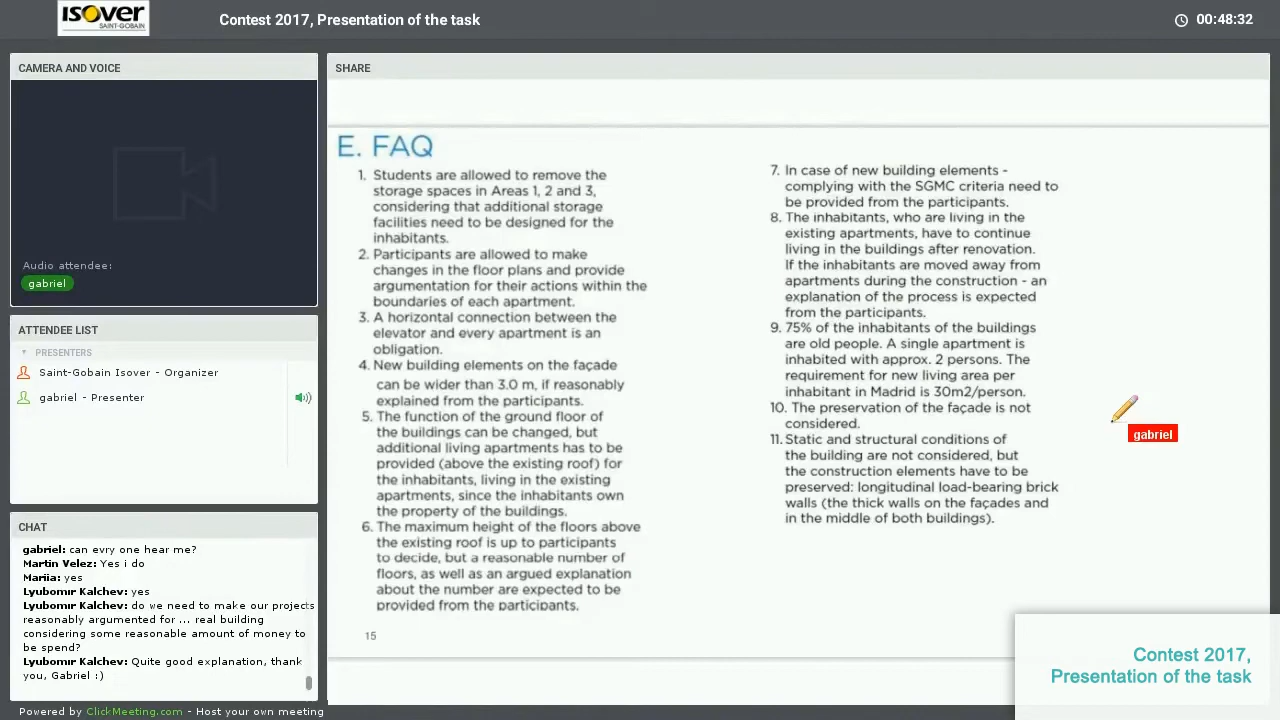 isover
SAINT-GOBAIN
Contest 2017, Presentation of the task
00:48:32
CAMERA AND VOICE
Audio attendee:
gabriel
ATTENDEE LIST
PRESENTERS
Saint-Gobain Isover - Organizer
gabriel - Presenter
CHAT
gabriel: can evry one hear me?
Martin Velez: Yes i do
Mariia: yes
Lyubomır Kalchev: yes
Lyubomır Kalchev: do we need to make our projects
reasonably argumented for ... real building
considering some reasonable amount of money to
be spend?
Lyubomır Kalchev: Quite good explanation, thank
you, Gabriel :)
Powered by ClickMeeting.com - Host your own meeting
SHARE
E. FAQ
1. Students are allowed to remove the
storage spaces in Areas 1, 2 and 3,
considering that additional storage
facilities need to be designed for the
inhabitants.
2. Participants are allowed to make
changes in the floor plans and provide
argumentation for their actions within the
boundaries of each apartment.
3. A horizontal connection between the
elevator and every apartment is an
obligation.
4. New building elements on the façade
can be wider than 3.0 m, if reasonably
explained from the participants.
5. The function of the ground floor of
the buildings can be changed, but
additional living apartments has to be
provided (above the existing roof) for
the inhabitants, living in the existing
apartments, since the inhabitants own
the property of the buildings.
6. The maximum height of the floors above
the existing roof is up to participants
to decide, but a reasonable number of
floors, as well as an argued explanation
about the number are expected to be
provided from the participants.
15
7. In case of new building elements -
complying with the SGMC criteria need to
be provided from the participants.
8. The inhabitants, who are living in the
existing apartments, have to continue
living in the buildings after renovation.
If the inhabitants are moved away from
apartments during the construction - an
explanation of the process is expected
from the participants.
9. 75% of the inhabitants of the buildings
are old people. A single apartment is
inhabited with approx. 2 persons. The
requirement for new living area per
inhabitant in Madrid is 30m2/person.
10. The preservation of the façade is not
considered.
11. Static and structural conditions of
the building are not considered, but
the construction elements have to be
preserved: longitudinal load-bearing brick
walls (the thick walls on the façades and
in the middle of both buildings).
gabriel
Contest 2017,
Presentation of the task